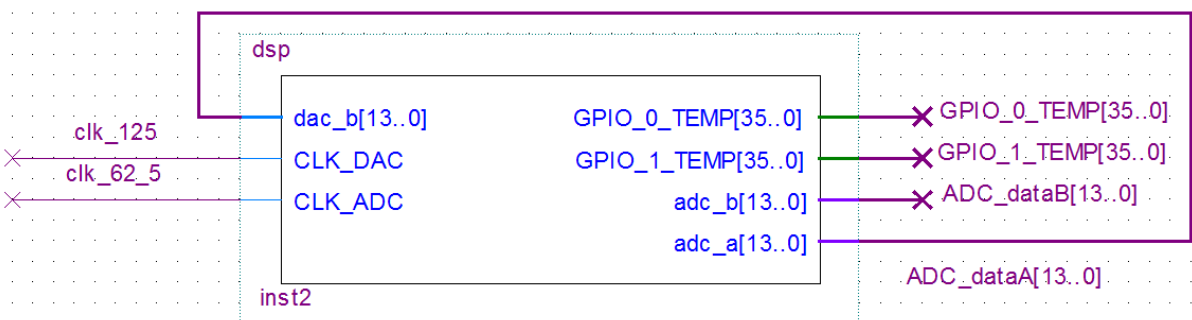 dsp
dac_b[13..0] GPIO_0_TEMP[35..0] GPIO_0_TEMP[35..0]
clk_125
CLK_DAC GPIO_1_TEMP[35..0] GPIO_1_TEMP[35..0]
clk_62_5
CLK_ADC adc_b[13..0] ADC_dataB[13..0]
adc_a[13..0]
ADC_dataA[13..0]
inst2